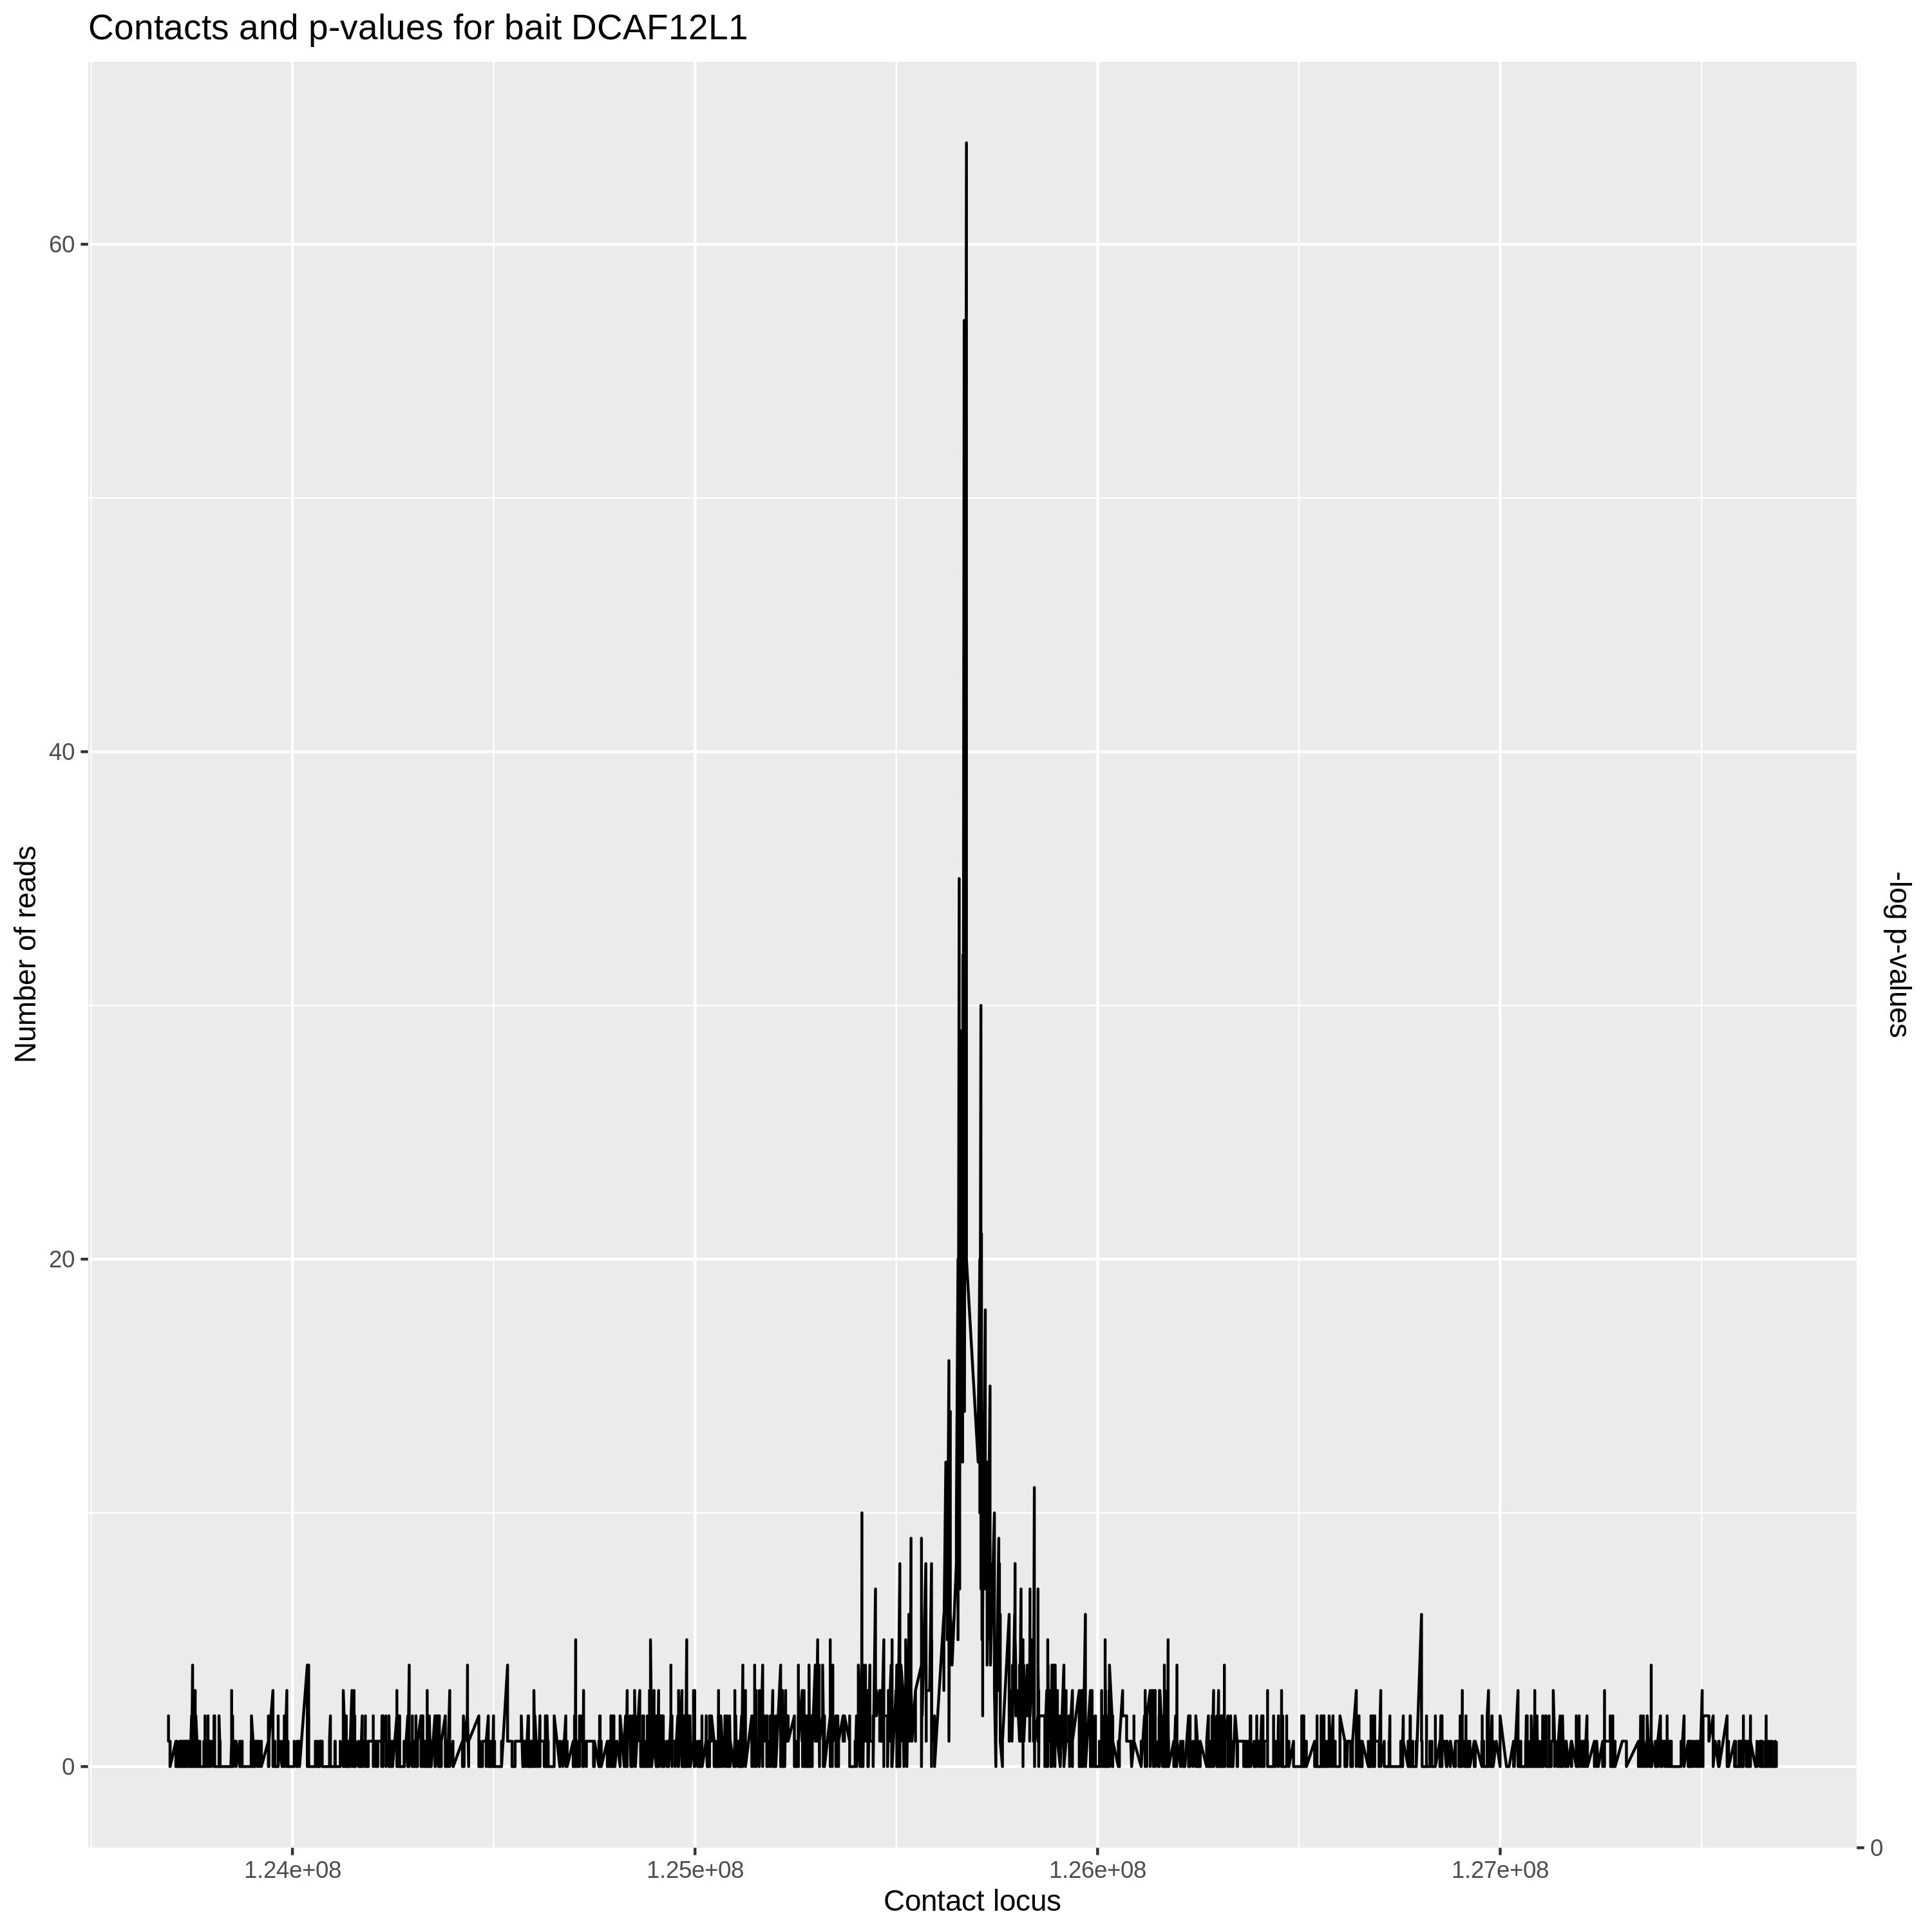 Contacts and p-values for bait DCAF12L1
60
40
20
0
Number of reads
-log p-values
0
1.24e+08
1.25e+08
1.26e+08
1.27e+08
Contact locus